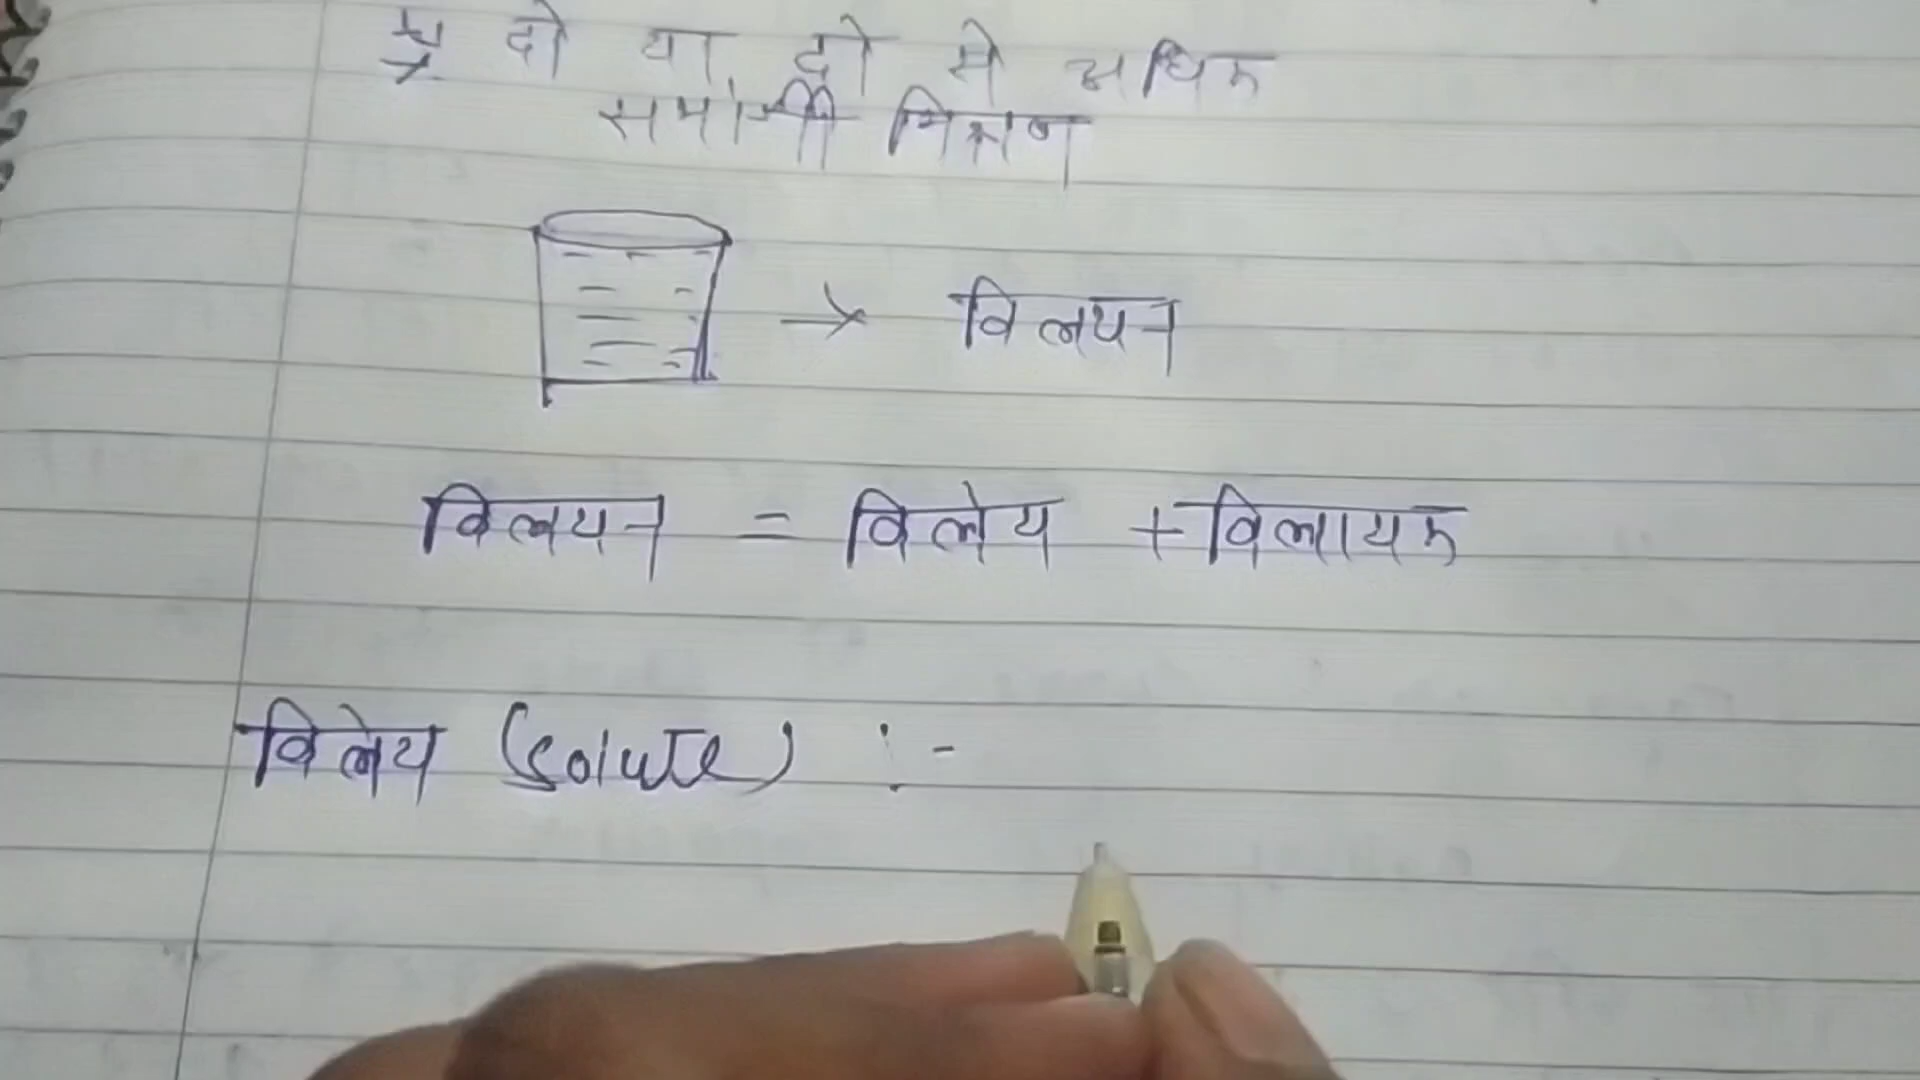 दो या दो से अधिक
समांगी मिश्रण
→ विलयन
विलयन = विलेय + विलायक
विलेय (Solute) :-